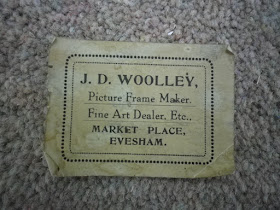 J. D. WOOLLEY,
Picture Frame Maker.
Fine Art Dealer, Etc..
MARKET PLACE,
EVESHAM.